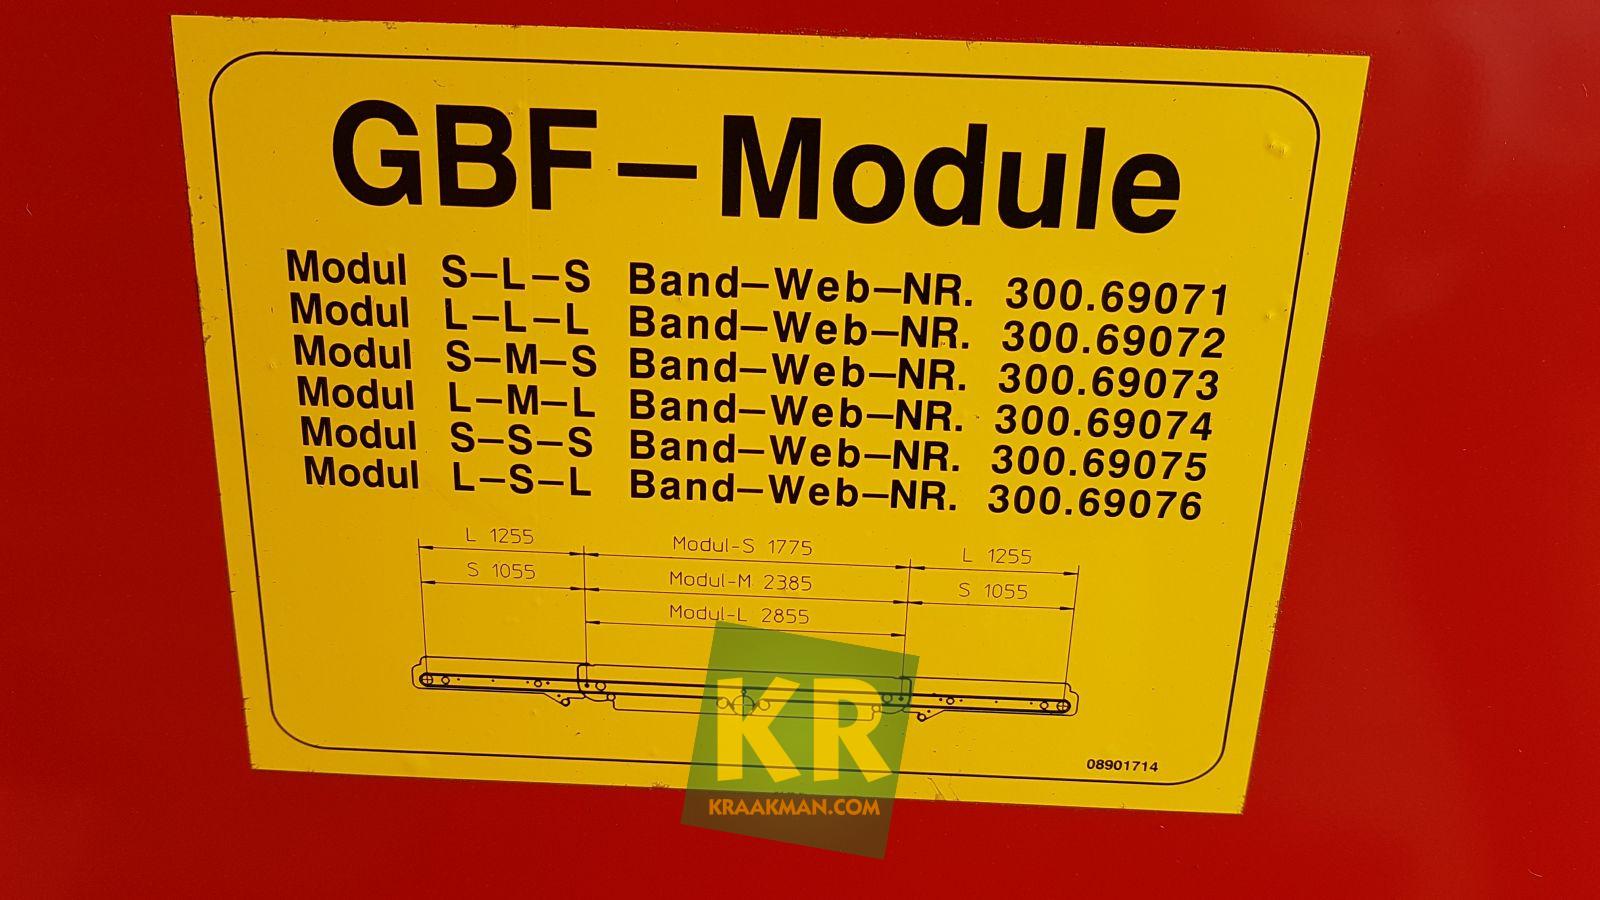 GBF–Module
Modul S–L–S Band–Web–NR. 300.69071
Modul L–L–L Band–Web–NR. 300.69072
Modul S–M–S Band–Web–NR. 300.69073
Modul L–M–L Band–Web–NR. 300.69074
Modul S–S–S Band–Web–NR. 300.69075
Modul L–S–L Band–Web–NR. 300.69076
L 1255 Modul-S 1775 L 1255
S 1055 Modul-M 2385 S 1055
Modul-L 2855
KR
KRAAKMAN.COM
08901714